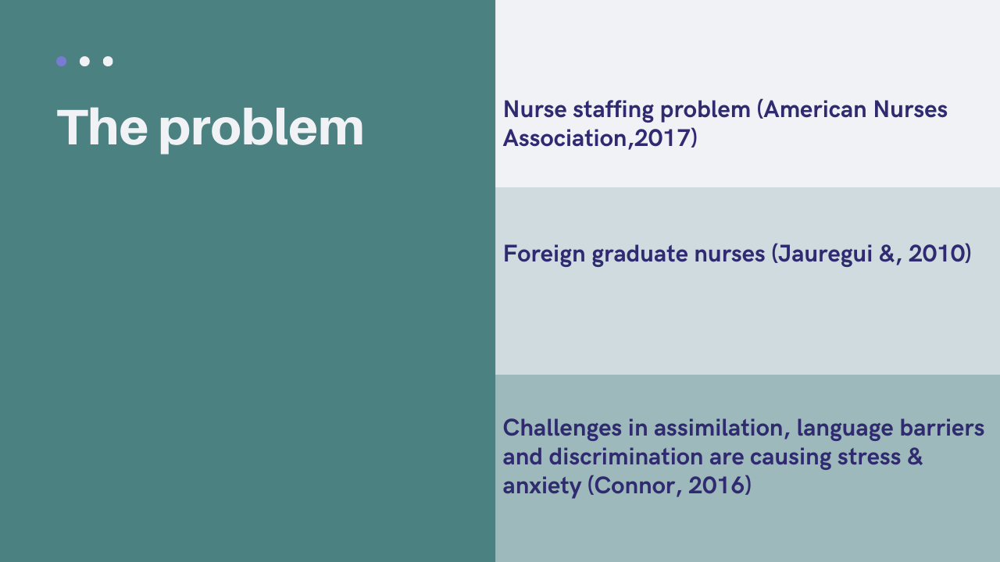 The problem
Nurse staffing problem (American Nurses
Association,2017)
Foreign graduate nurses (Jauregui &, 2010)
Challenges in assimilation, language barriers
and discrimination are causing stress &
anxiety (Connor, 2016)